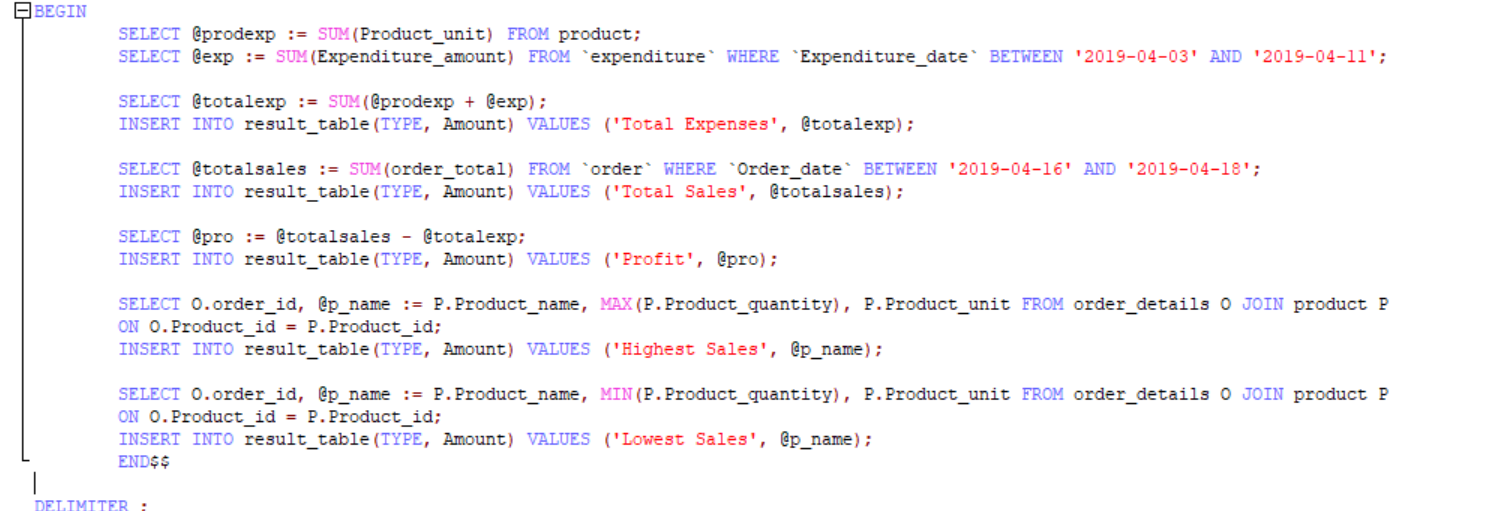 BEGIN
SELECT @prodexp := SUM(Product_unit) FROM product;
SELECT @exp := SUM(Expenditure_amount) FROM `expenditure` WHERE `Expenditure_date` BETWEEN '2019-04-03' AND '2019-04-11';
SELECT @totalexp := SUM(@prodexp + @exp);
INSERT INTO result_table(TYPE, Amount) VALUES ('Total Expenses', @totalexp);
SELECT @totalsales := SUM(order_total) FROM `order` WHERE `Order_date` BETWEEN '2019-04-16' AND '2019-04-18';
INSERT INTO result_table(TYPE, Amount) VALUES ('Total Sales', @totalsales);
SELECT @pro := @totalsales - @totalexp;
INSERT INTO result_table(TYPE, Amount) VALUES ('Profit', @pro);
SELECT O.order_id, @p_name := P.Product_name, MAX(P.Product_quantity), P.Product_unit FROM order_details O JOIN product P
ON O.Product_id = P.Product_id;
INSERT INTO result_table(TYPE, Amount) VALUES ('Highest Sales', @p_name);
SELECT O.order_id, @p_name := P.Product_name, MIN(P.Product_quantity), P.Product_unit FROM order_details O JOIN product P
ON O.Product_id = P.Product_id;
INSERT INTO result_table(TYPE, Amount) VALUES ('Lowest Sales', @p_name);
END$$
DELIMITER ;